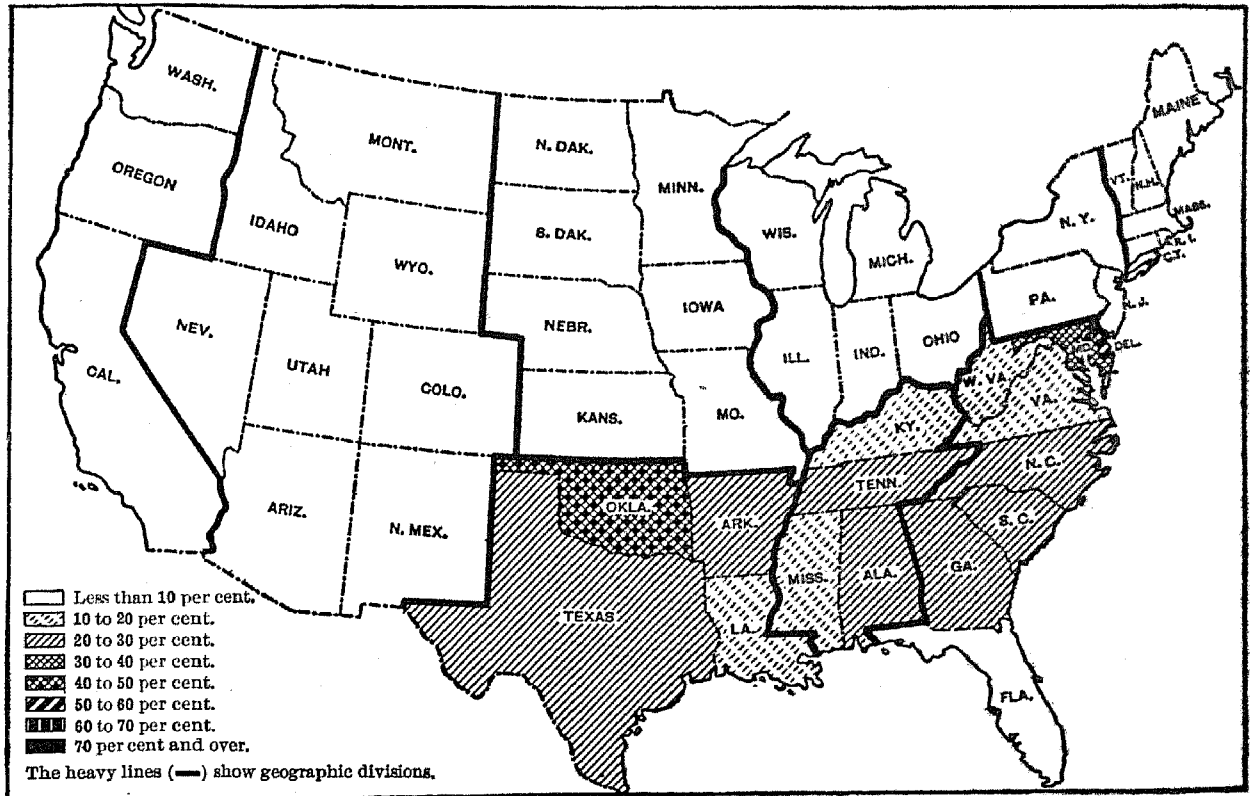 WASH.
OREGON
CAL.
NEV.
IDAHO
MONT.
WYO.
UTAH
COLO.
ARIZ.
N. MEX.
N. DAK.
S. DAK.
NEBR.
KANS.
OKLA.
TEXAS
MINN.
IOWA
MO.
ARK.
LA.
WIS.
MICH.
ILL.
IND.
OHIO
KY.
TENN.
MISS.
ALA.
MAINE
VT.
N.H.
MASS.
R. I.
CT.
N. Y.
PA.
N. J.
DEL.
MD.
W. VA.
VA.
N. C.
S. C.
GA.
FLA.
Less than 10 per cent.
10 to 20 per cent.
20 to 30 per cent.
30 to 40 per cent.
40 to 50 per cent.
50 to 60 per cent.
60 to 70 per cent.
70 per cent and over.
The heavy lines (—) show geographic divisions.